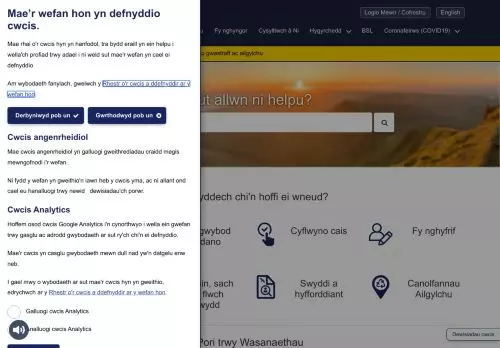 Mae'r wefan hon yn defnyddio
cwcis.
Mae rhai o'r cwcis hyn yn hanfodol, tra bydd eraill yn ein helpu i
wella'ch profiad trwy adael i ni weld sut mae'r wefan yn cael ei
defnyddio
Am wybodaeth fanylach, gwelwch y Rhestr o'r cwcis a ddefnyddir ar y
wefan hon
Derbyniwyd pob un
Gwrthodwyd pob un
Cwcis angenrheidiol
Mae cwcis angenrheidiol yn galluogi gweithrediadau craidd megis
mewngofnodi i'r wefan.
Ni fydd y wefan yn gweithio'n iawn heb y cwcis yma, ac ni allant ond
cael eu hanalluogi trwy newid dewisiadau'ch porwr.
Cwcis Analytics
Hoffem osod cwcis Google Analytics i'n cynorthwyo i wella ein gwefan
trwy gasglu ac adrodd gwybodaeth ar sut ry'ch chi'n ei defnyddio.
Mae'r cwcis yn casglu gwybodaeth mewn dull nad yw'n datgelu enw
neb.
I gael mwy o wybodaeth ar sut mae'r cwcis hyn yn gweithio,
edrychwch ar y Rhestr o'r cwcis a ddefnyddir ar y wefan hon.
Galluogi cwcis Analytics
nalluogi cwcis Analytics
Logio Mewn / Cofrestru
English
Fy nghyngor
Cysylltwch â Ni
Hygyrchedd
BSL
Coronafeirws (COVID19)
gwastraff ac ailgylchu
ut allwn ni helpu?
yddech chi'n hoffi ei wneud?
gwybod
dano
Cyflwyno cais
Fy nghyfrif
in, sach
flwch
wydd
Swyddi a
hyfforddiant
Canolfannau
Ailgylchu
Pori trwy Wasanaethau
Dewisiadau cwcis